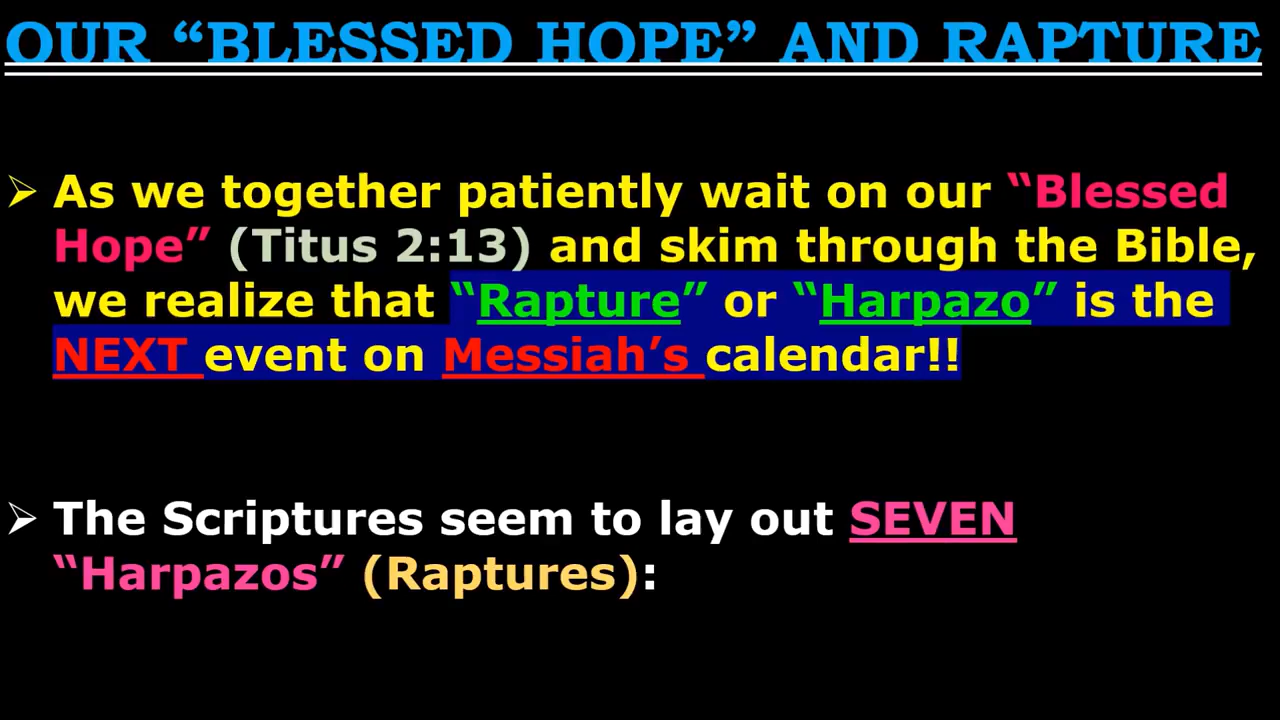 OUR “BLESSED HOPE” AND RAPTURE
➢ As we together patiently wait on our “Blessed
Hope” (Titus 2:13) and skim through the Bible,
we realize that “Rapture” or “Harpazo” is the
NEXT event on Messiah’s calendar!!
➢ The Scriptures seem to lay out SEVEN
“Harpazos” (Raptures):